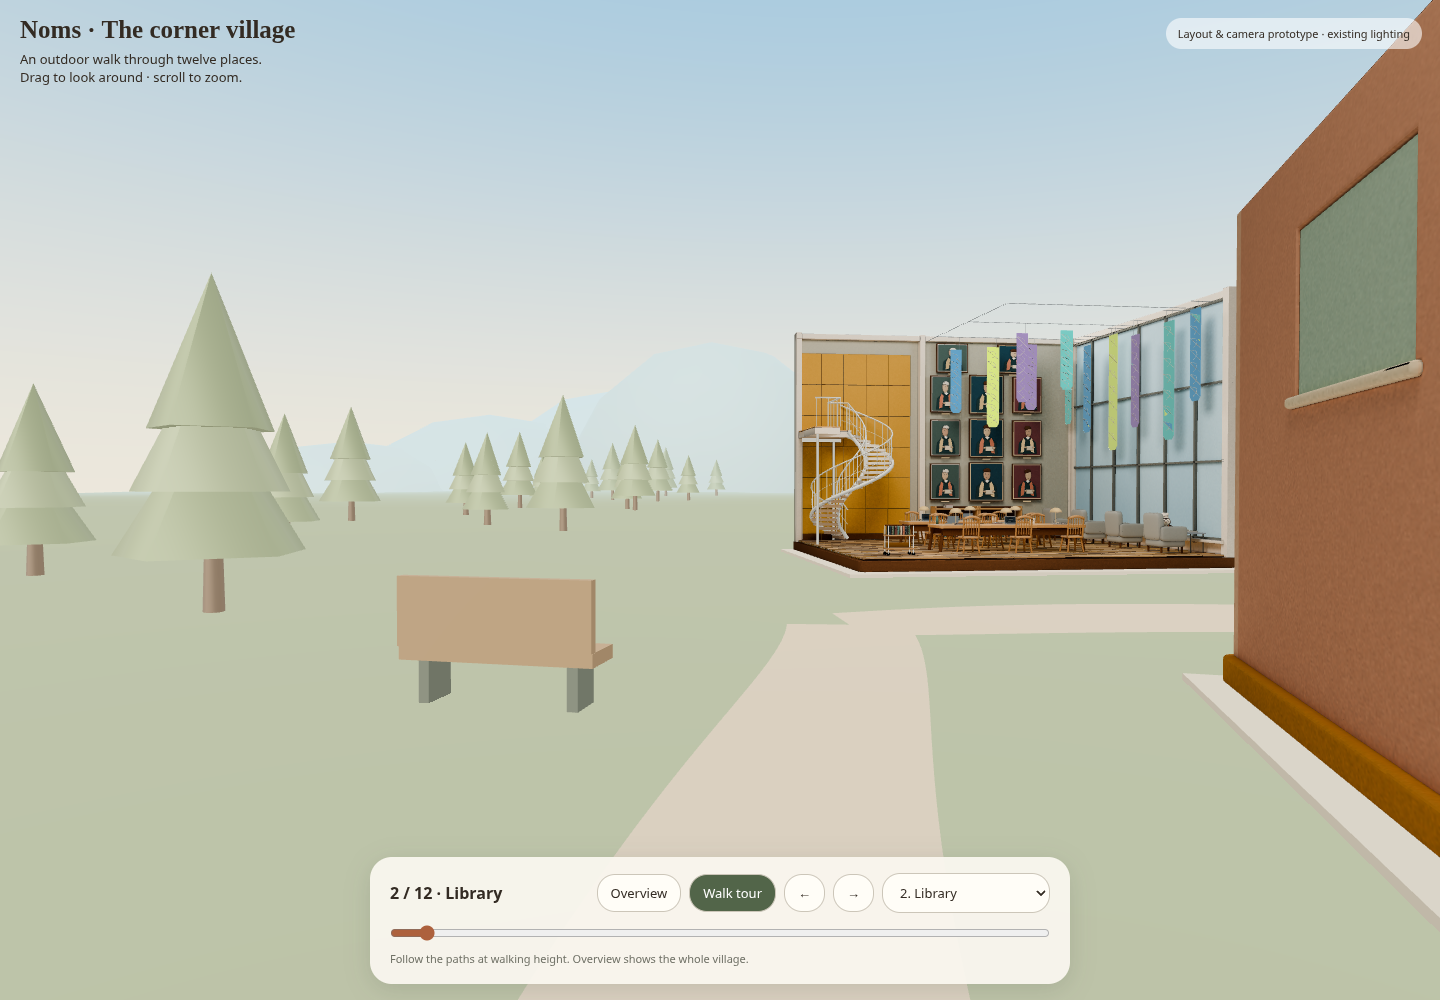 Noms · The corner village
An outdoor walk through twelve places.
Drag to look around · scroll to zoom.
Layout & camera prototype · existing lighting
2 / 12 · Library
Overview
Walk tour
←
→
2. Library
Follow the paths at walking height. Overview shows the whole village.